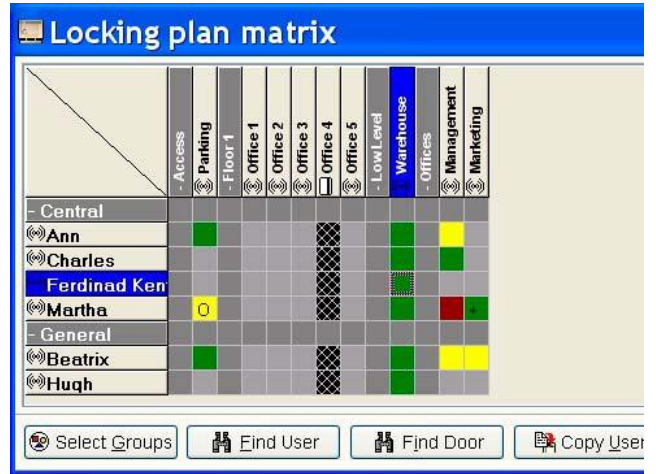 Locking plan matrix
- Access
Parking
- Floor 1
Office 1
Office 2
Office 3
Office 4
Office 5
- Low Level
Warehouse
- Offices
Management
Marketing
- Central
Ann
Charles
Ferdinad Ken
Martha O +
- General
Beatrix
Hugh
Select Groups Find User Find Door Copy User